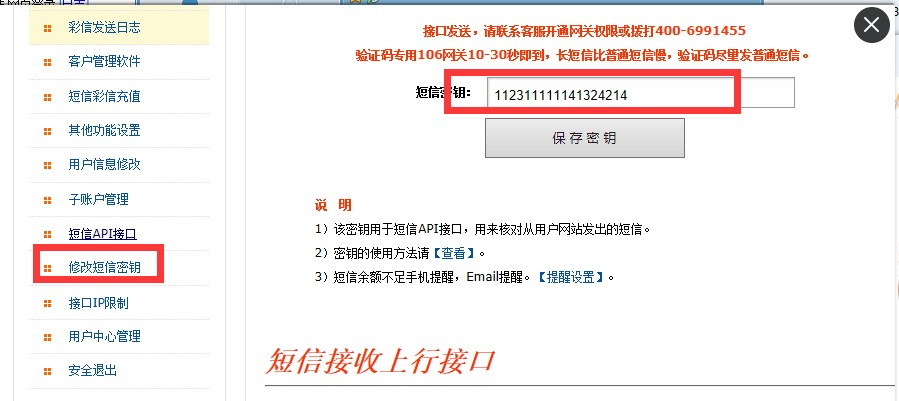 彩信发送日志
客户管理软件
短信彩信充值
其他功能设置
用户信息修改
子账户管理
短信API接口
修改短信密钥
接口IP限制
用户中心管理
安全退出
接口发送，请联系客服开通网关权限或拨打400-6991455
验证码专用106网关10-30秒即到，长短信比普通短信慢，验证码尽里发普通短信。
短信密钥：
112311111141324214
保存密钥
说 明
1）该密钥用于短信API接口，用来核对从用户网站发出的短信。
2）密钥的使用方法请【查看】。
3）短信余额不足手机提醒，Email提醒。【提醒设置】。
短信接收上行接口